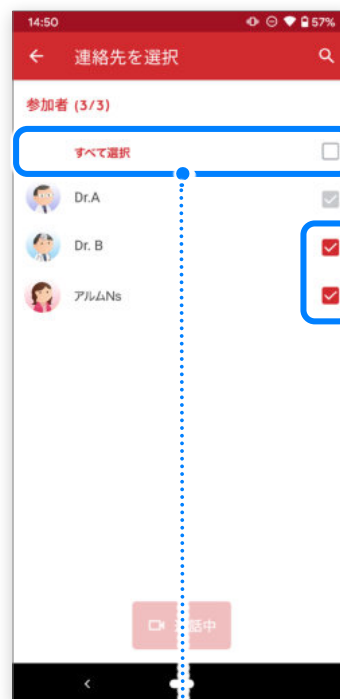 14:50
57%
連絡先を選択
参加者 (3/3)
すべて選択
Dr.A
Dr. B
アルムNs
話中